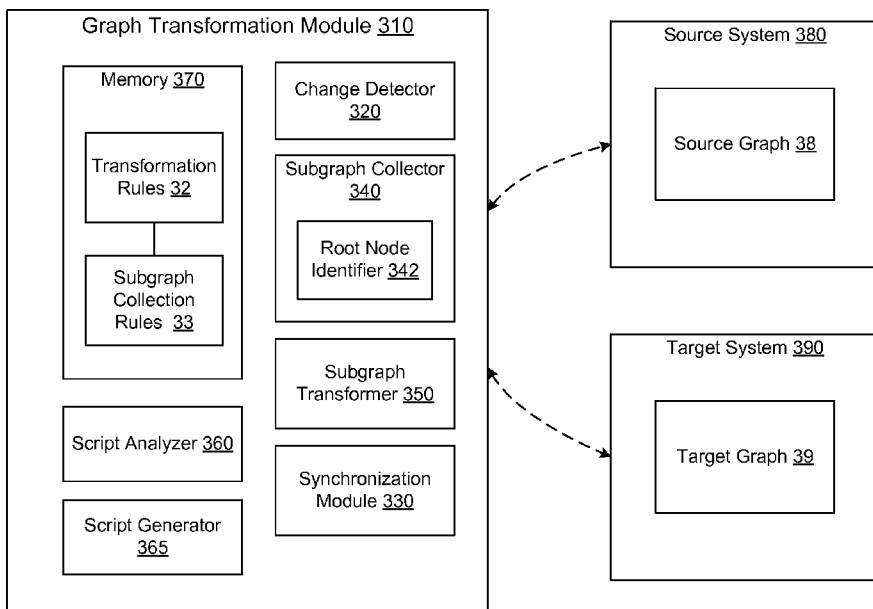 Graph Transformation Module 310
Memory 370
Transformation
Rules 32
Subgraph
Collection
Rules 33
Script Analyzer 360
Script Generator
365
Change Detector
320
Subgraph Collector
340
Root Node
Identifier 342
Subgraph
Transformer 350
Synchronization
Module 330
Source System 380
Source Graph 38
Target System 390
Target Graph 39